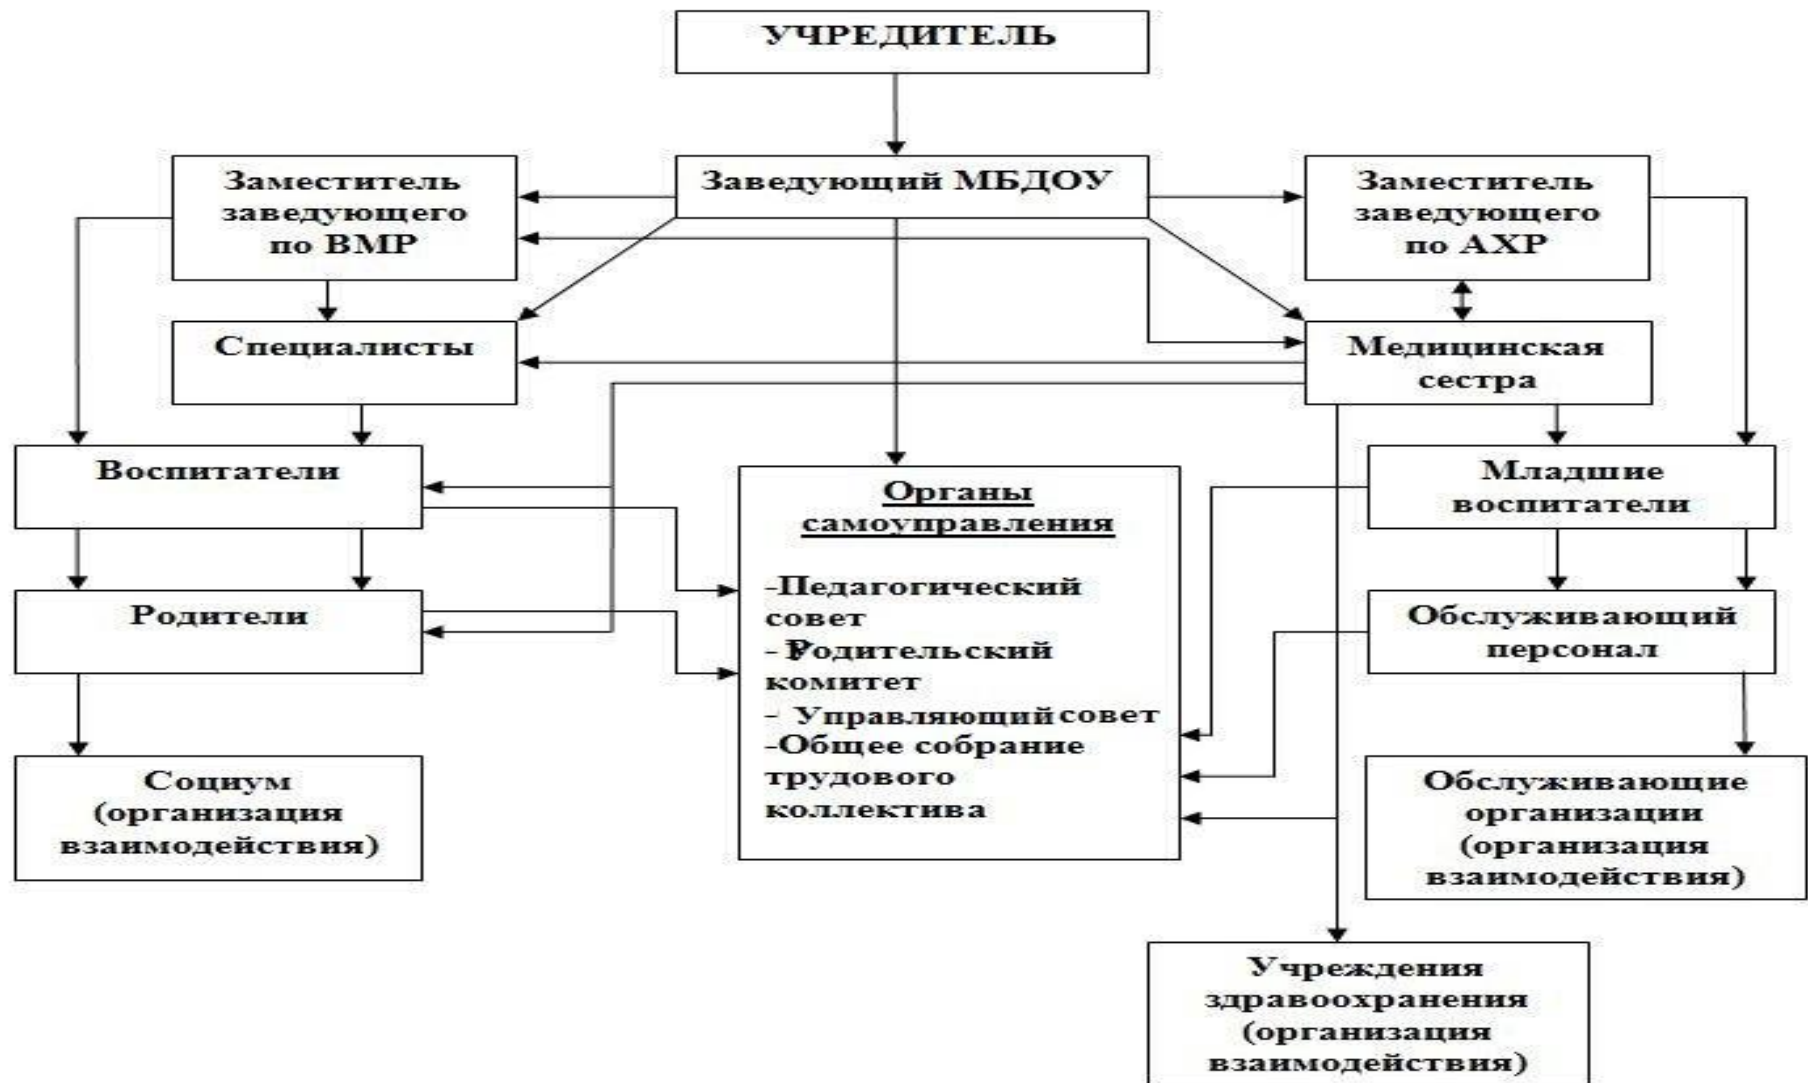 УЧРЕДИТЕЛЬ
Заместитель
заведующего
по ВМР
Заведующий МБДОУ
Заместитель
заведующего
по АХР
Специалисты
Медицинская
сестра
Воспитатели
Органы
самоуправления
-Педагогический
совет
- Родительский
комитет
- Управляющий совет
-Общее собрание
трудового
коллектива
Младшие
воспитатели
Родители
Обслуживающий
персонал
Социум
(организация
взаимодействия)
Обслуживающие
организации
(организация
взаимодействия)
Учреждения
здравоохранения
(организация
взаимодействия)